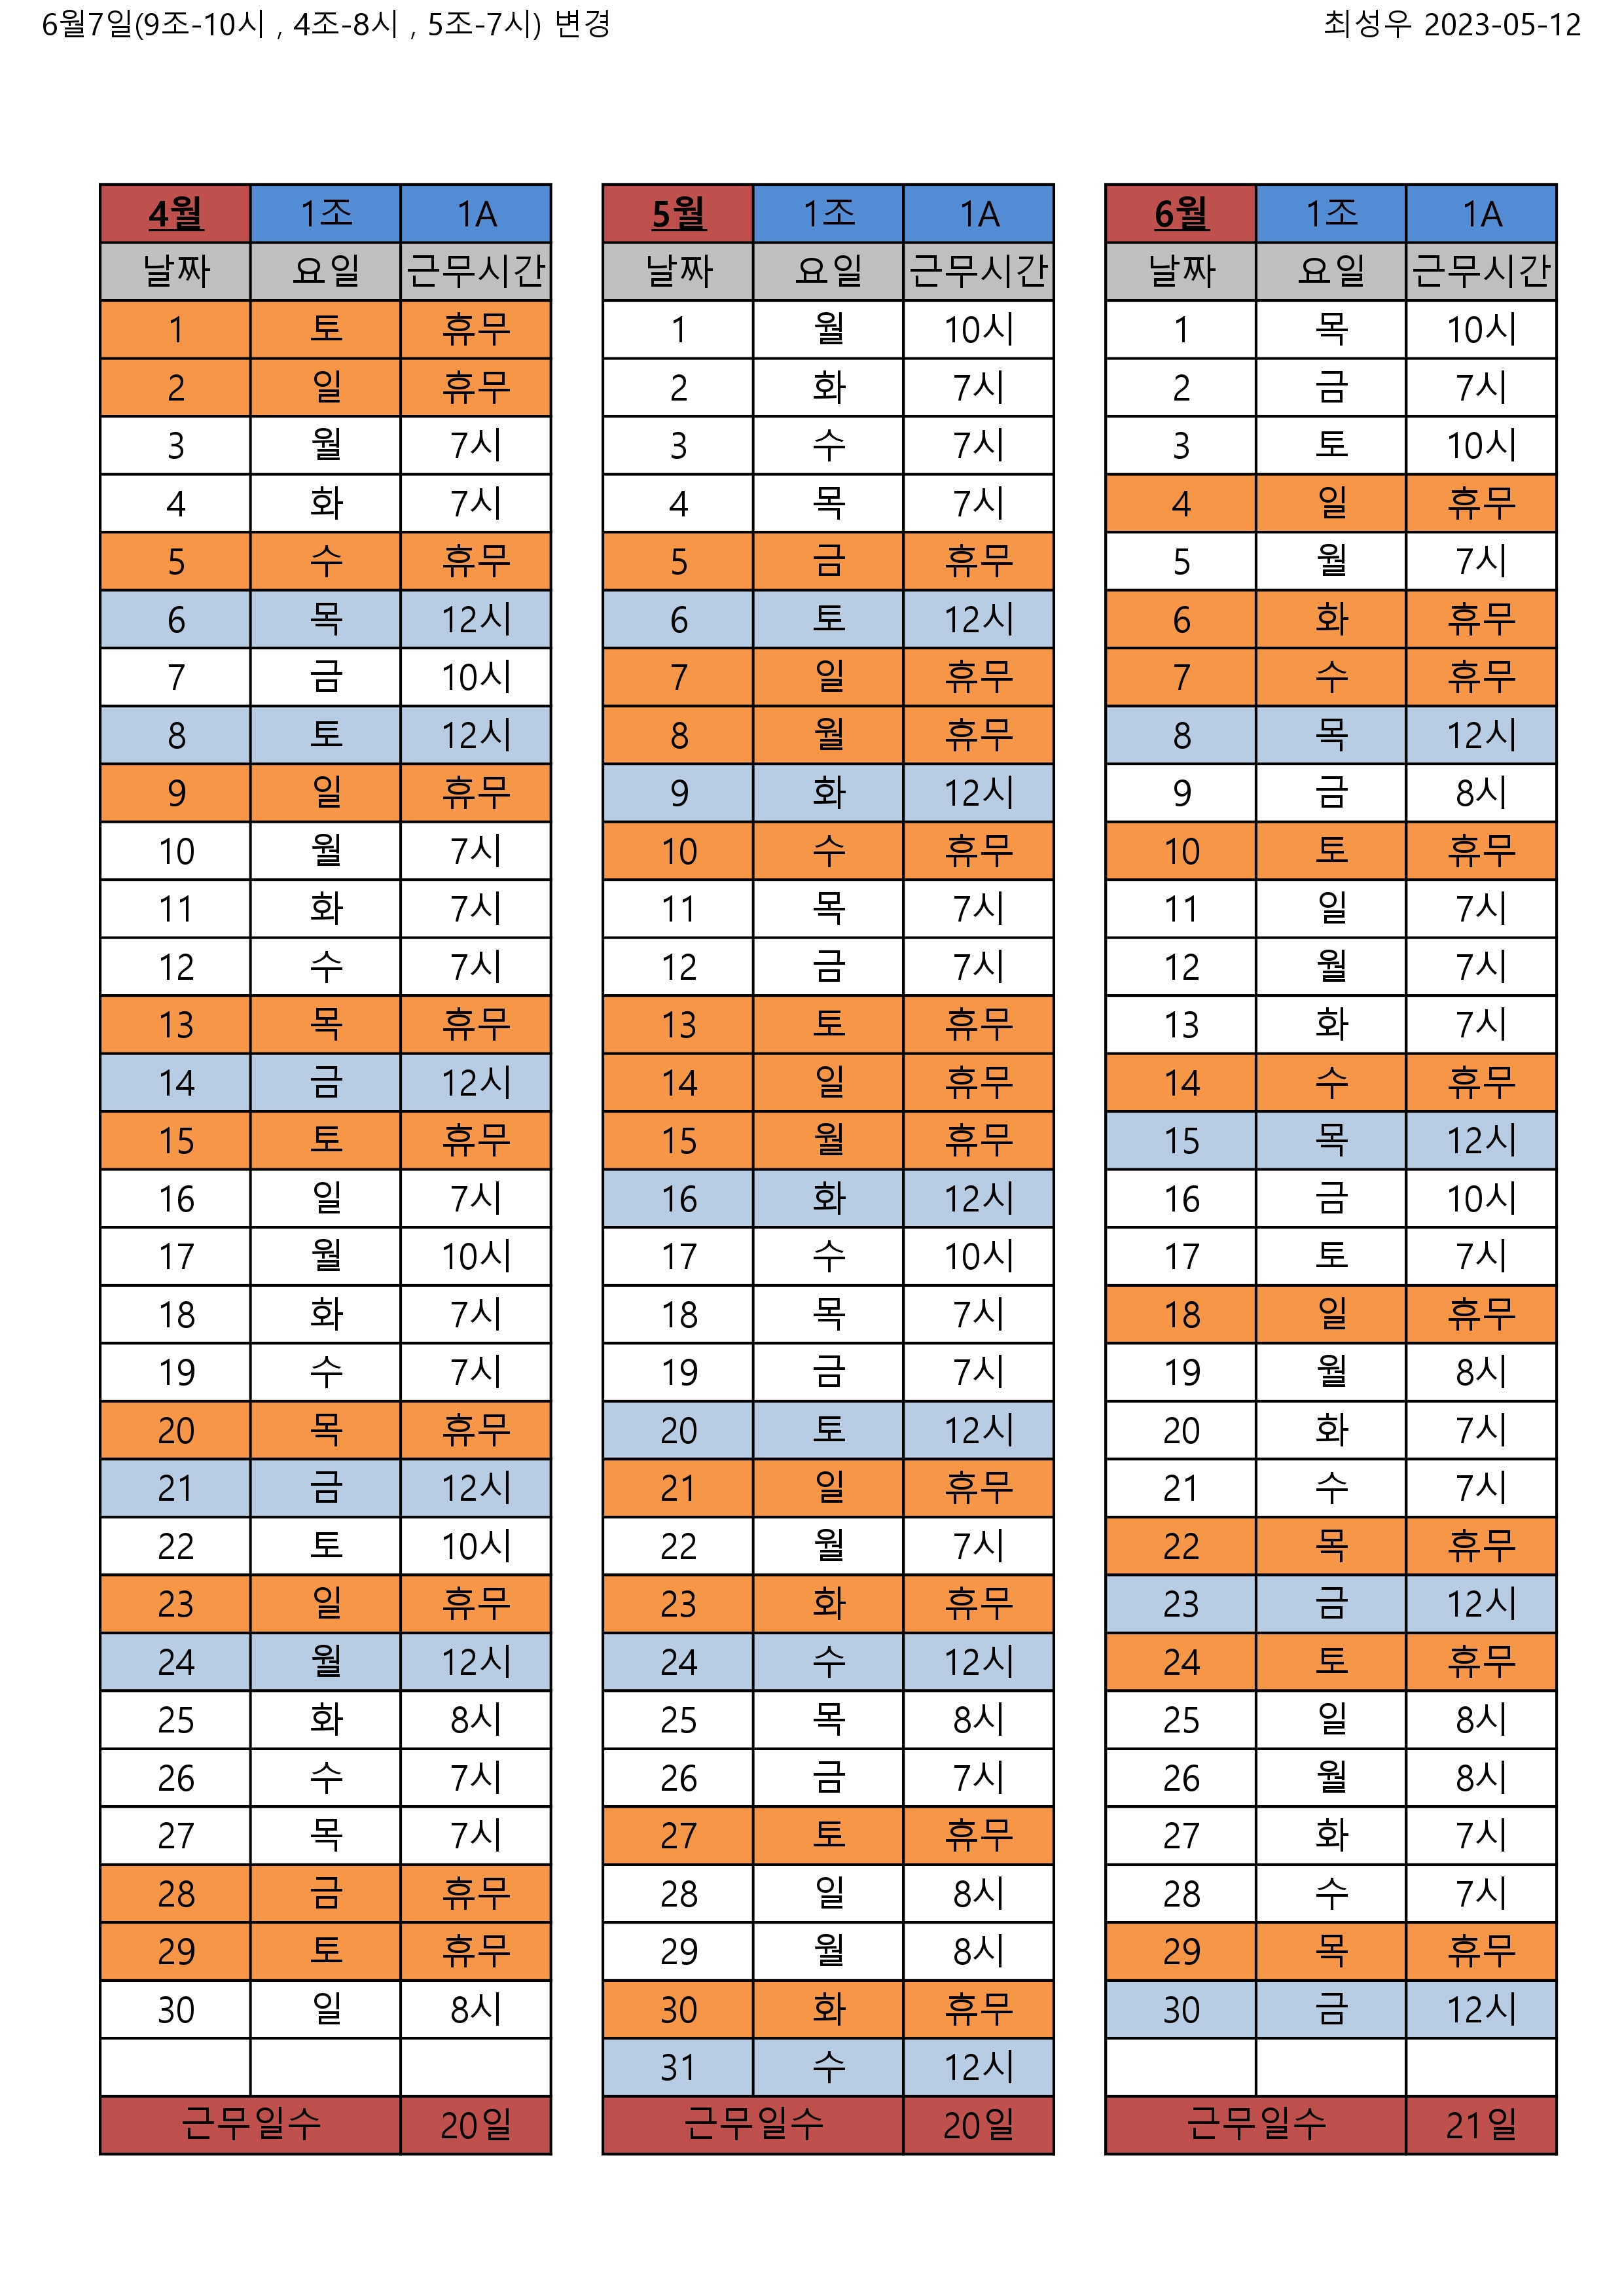 6월7일(9조-10시 , 4조-8시 , 5조-7시) 변경 최성우 2023-05-12
4월 1조 1A 5월 1조 1A 6월 1조 1A
날짜 요일 근무시간 날짜 요일 근무시간 날짜 요일 근무시간
1 토 휴무 1 월 10시 1 목 10시
2 일 휴무 2 화 7시 2 금 7시
3 월 7시 3 수 7시 3 토 10시
4 화 7시 4 목 7시 4 일 휴무
5 수 휴무 5 금 휴무 5 월 7시
6 목 12시 6 토 12시 6 화 휴무
7 금 10시 7 일 휴무 7 수 휴무
8 토 12시 8 월 휴무 8 목 12시
9 일 휴무 9 화 12시 9 금 8시
10 월 7시 10 수 휴무 10 토 휴무
11 화 7시 11 목 7시 11 일 7시
12 수 7시 12 금 7시 12 월 7시
13 목 휴무 13 토 휴무 13 화 7시
14 금 12시 14 일 휴무 14 수 휴무
15 토 휴무 15 월 휴무 15 목 12시
16 일 7시 16 화 12시 16 금 10시
17 월 10시 17 수 10시 17 토 7시
18 화 7시 18 목 7시 18 일 휴무
19 수 7시 19 금 7시 19 월 8시
20 목 휴무 20 토 12시 20 화 7시
21 금 12시 21 일 휴무 21 수 7시
22 토 10시 22 월 7시 22 목 휴무
23 일 휴무 23 화 휴무 23 금 12시
24 월 12시 24 수 12시 24 토 휴무
25 화 8시 25 목 8시 25 일 8시
26 수 7시 26 금 7시 26 월 8시
27 목 7시 27 토 휴무 27 화 7시
28 금 휴무 28 일 8시 28 수 7시
29 토 휴무 29 월 8시 29 목 휴무
30 일 8시 30 화 휴무 30 금 12시
31 수 12시
근무일수 20일 근무일수 20일 근무일수 21일